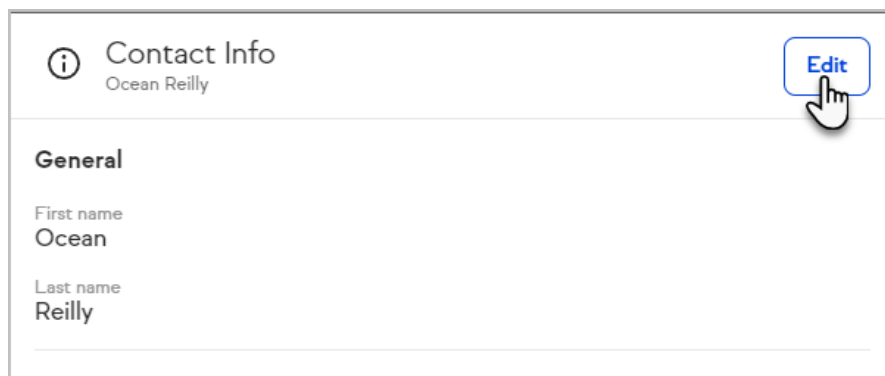 Contact Info
Ocean Reilly
Edit
General
First name
Ocean
Last name
Reilly